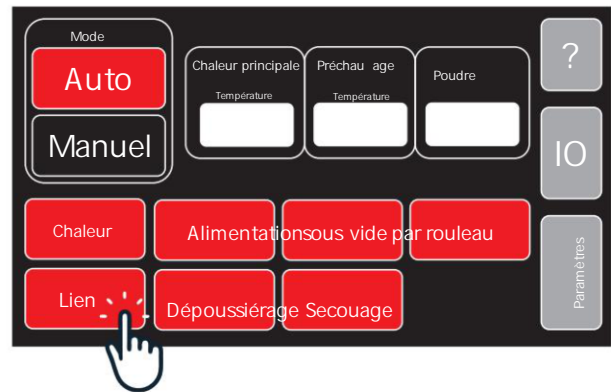 Mode
Auto
Manuel
Chaleur principale
Température
Préchau age
Température
Poudre
?
IO
Chaleur
Alimentationsous vide par rouleau
Lien
Dépoussiérage Secouage
Paramètres